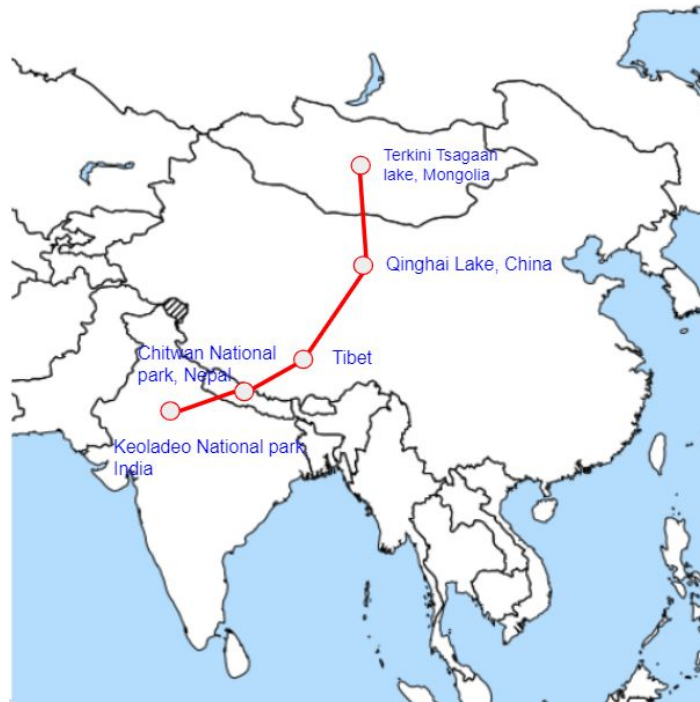 Terkini Tsagaan
lake, Mongolia
Qinghai Lake, China
Chitwan National
park, Nepal
Tibet
Keoladeo National park
India